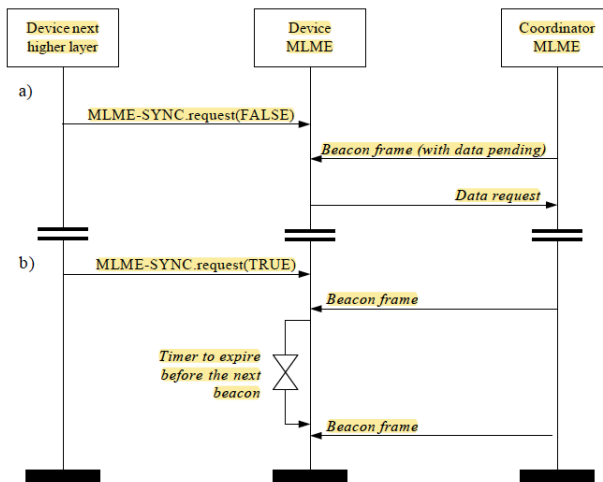 Device next
higher layer
Device
MLME
Coordinator
MLME
a)
MLME-SYNC.request(FALSE)
Beacon frame (with data pending)
Data request
b)
MLME-SYNC.request(TRUE)
Beacon frame
Timer to expire
before the next
beacon
Beacon frame